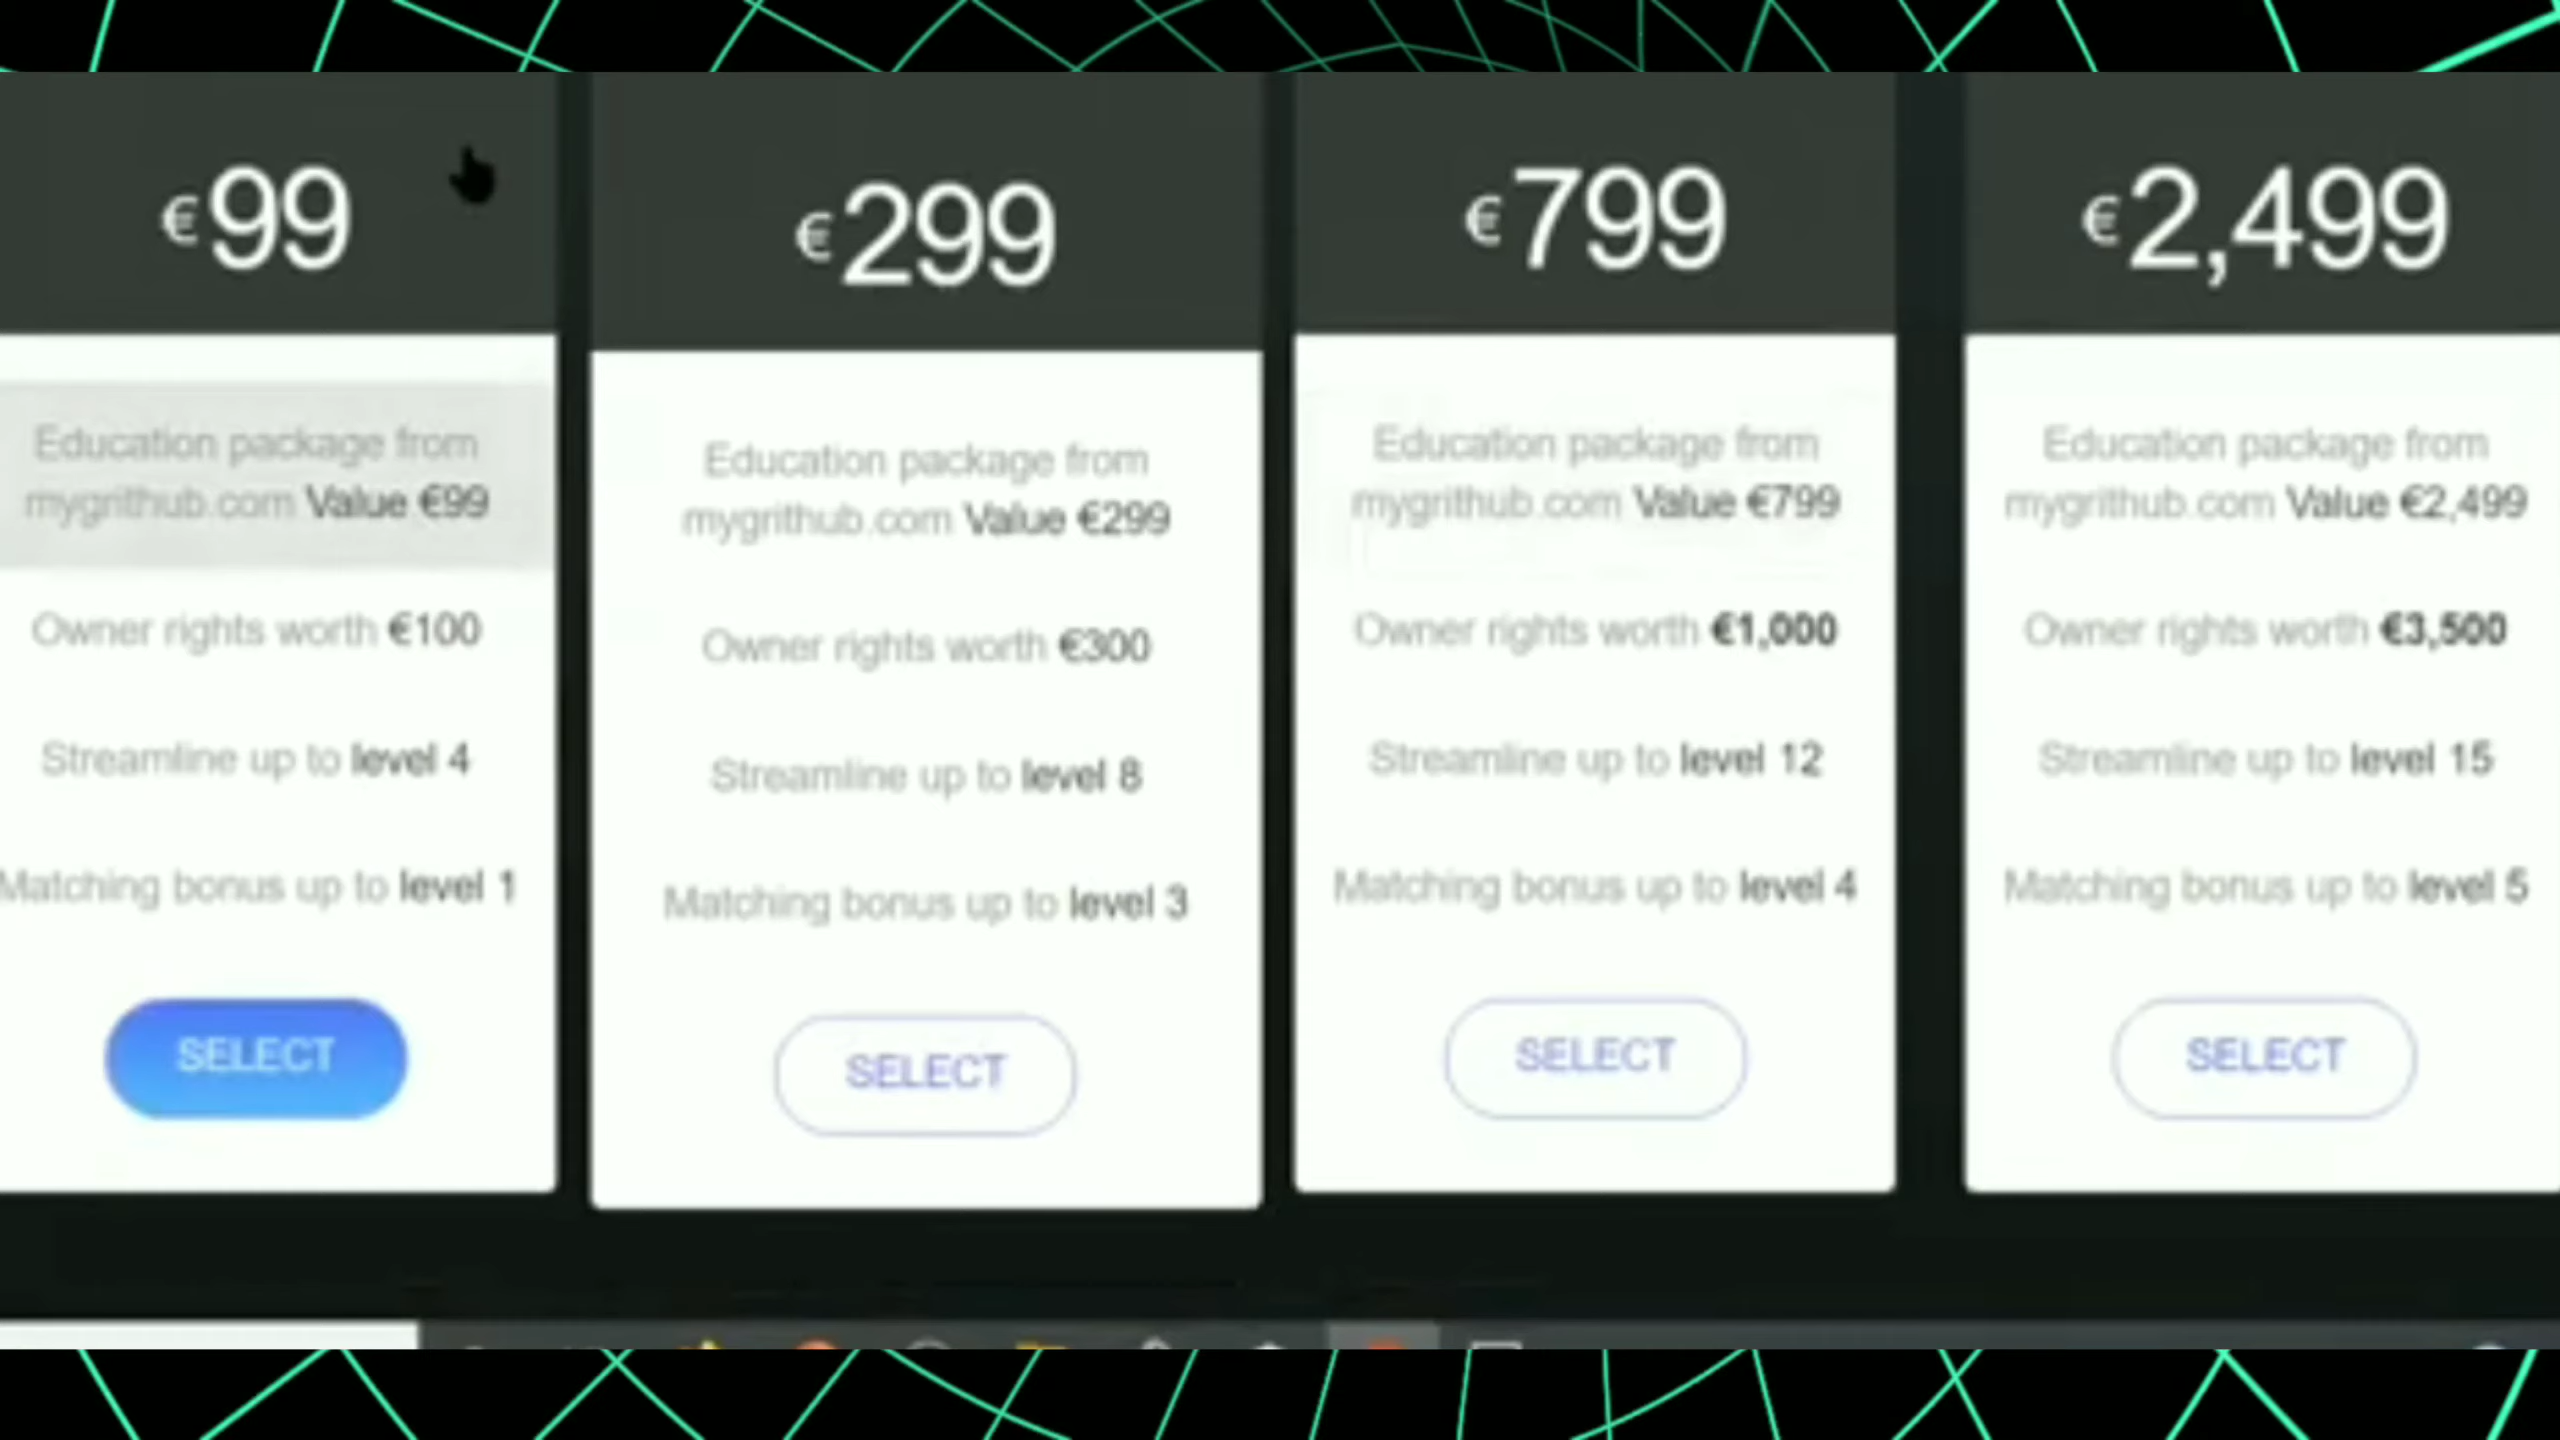 €99
Education package from
mygrithub.com Value €99
Owner rights worth €100
Streamline up to level 4
Matching bonus up to level 1
SELECT
€299
Education package from
mygrithub.com Value €299
Owner rights worth €300
Streamline up to level 8
Matching bonus up to level 3
SELECT
€799
Education package from
mygrithub.com Value €799
Owner rights worth €1,000
Streamline up to level 12
Matching bonus up to level 4
SELECT
€2,499
Education package from
mygrithub.com Value €2,499
Owner rights worth €3,500
Streamline up to level 15
Matching bonus up to level 5
SELECT